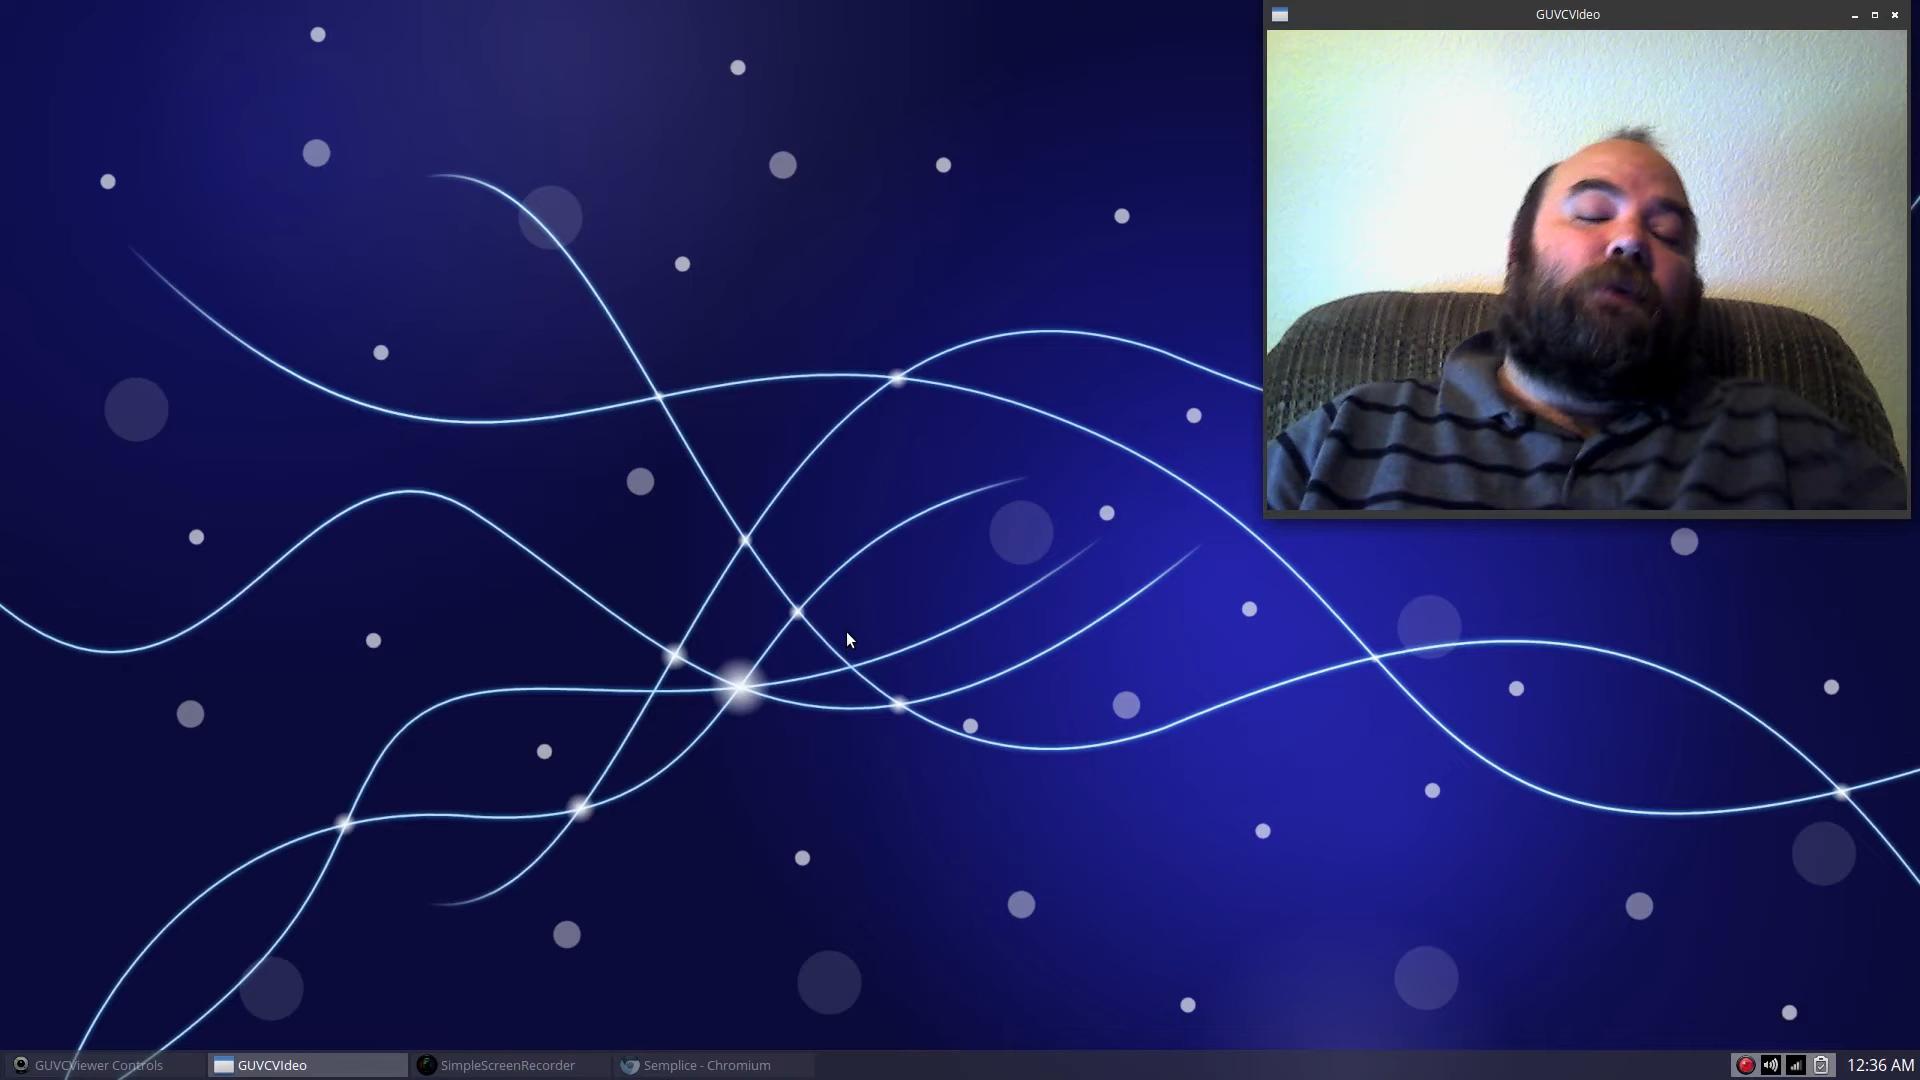 GUVCVIdeo
GUVCViewer Controls
GUVCVIdeo
SimpleScreenRecorder
Semplice - Chromium
12:36 AM